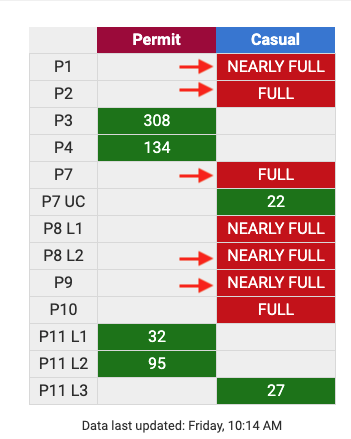 Permit Casual
P1 NEARLY FULL
P2 FULL
P3 308
P4 134
P7 FULL
P7 UC 22
P8 L1 NEARLY FULL
P8 L2 NEARLY FULL
P9 NEARLY FULL
P10 FULL
P11 L1 32
P11 L2 95
P11 L3 27
Data last updated: Friday, 10:14 AM